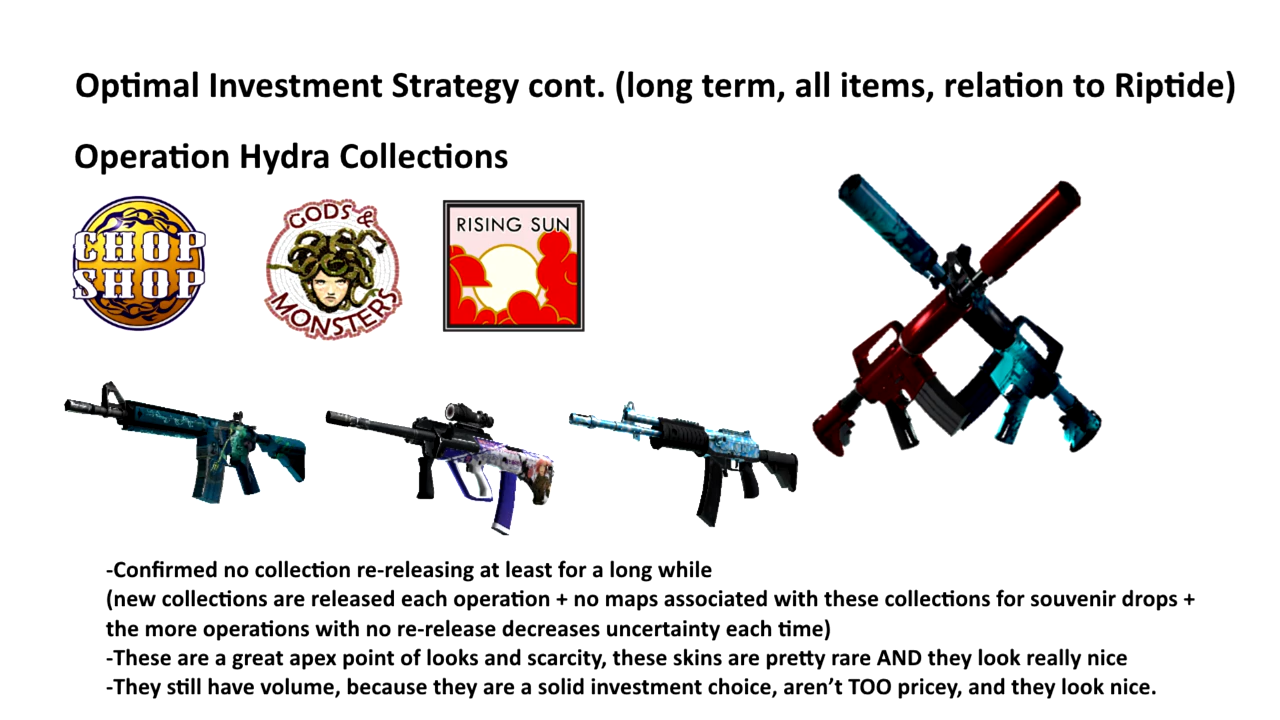 Optimal Investment Strategy cont. (long term, all items, relation to Riptide)
Operation Hydra Collections
CHOP
SHOP
GODS &
MONSTERS
RISING SUN
-Confirmed no collection re-releasing at least for a long while
(new collections are released each operation + no maps associated with these collections for souvenir drops +
the more operations with no re-release decreases uncertainty each time)
-These are a great apex point of looks and scarcity, these skins are pretty rare AND they look really nice
-They still have volume, because they are a solid investment choice, aren't TOO pricey, and they look nice.